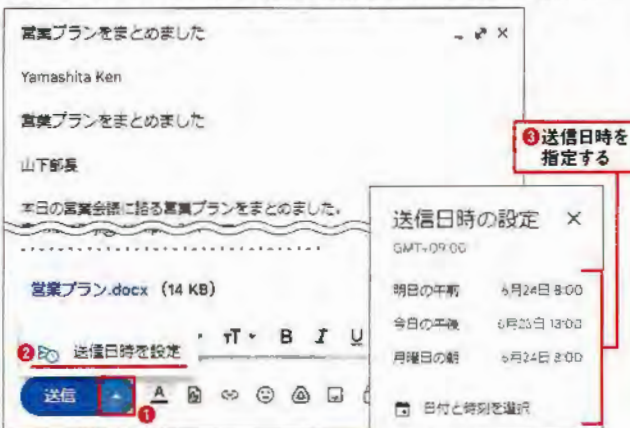 営業プランをまとめました
Yamashita Ken
営業プランをまとめました
山下部長
本日の営業会議に諮る営業プランをまとめました。
営業プラン.docx (14 KB)
❷ 送信日時を設定
B I U
送信
❶
A
❸送信日時を
指定する
送信日時の設定
GMT+09:00
明日の午前 6月24日 8:00
今日の午後 6月23日 13:00
月曜日の朝 6月24日 8:00
日付と時刻を選択